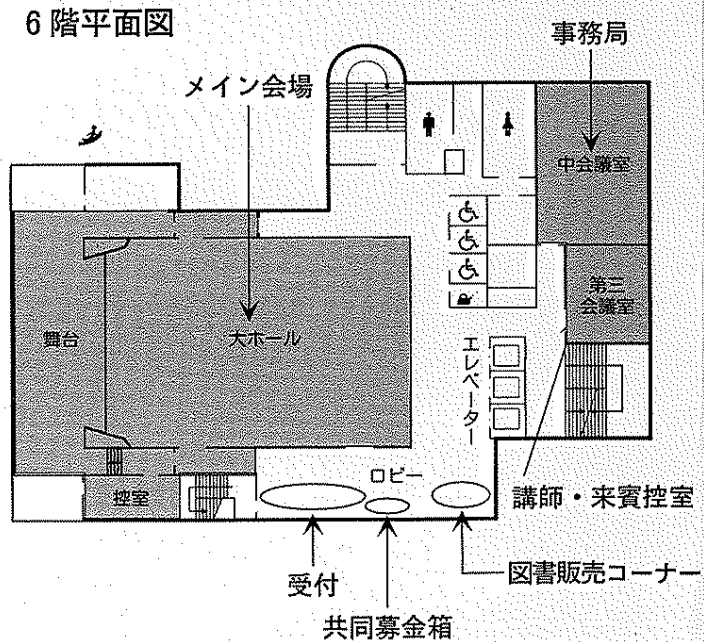 6階平面図
事務局
メイン会場
中会議室
第三
会議室
舞台
大ホール
エレベーター
ロビー
控室
講師・来賓控室
受付
図書販売コーナー
共同募金箱